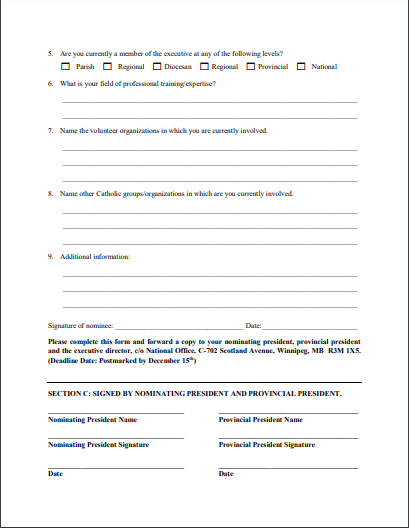 5. Are you currently a member of the executive at any of the following levels?
Parish Regional Diocesan Regional Provincial National
6. What is your field of professional training/expertise?
7. Name the volunteer organizations in which you are currently involved.
8. Name other Catholic groups/organizations in which are you currently involved.
9. Additional information:
Signature of nominee: Date:
Please complete this form and forward a copy to your nominating president, provincial president
and the executive director, c/o National Office, C-702 Scotland Avenue, Winnipeg, MB R3M 1X5.
(Deadline Date: Postmarked by December 15th)
SECTION C: SIGNED BY NOMINATING PRESIDENT AND PROVINCIAL PRESIDENT.
Nominating President Name Provincial President Name
Nominating President Signature Provincial President Signature
Date Date